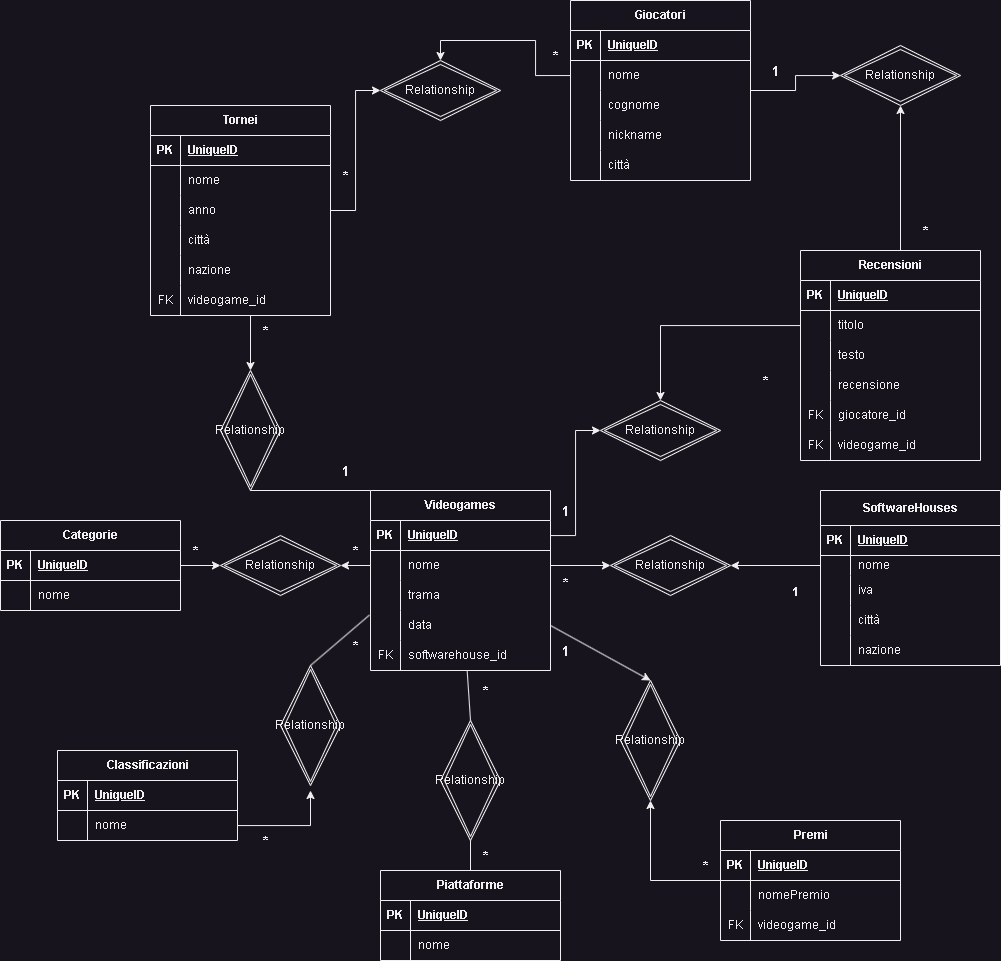 Giocatori
PK UniqueID
nome
cognome
nickname
città
*
1
Relationship
Relationship
Tornei
PK UniqueID
nome
anno
città
nazione
FK videogame_id
*
*
*
Recensioni
PK UniqueID
titolo
testo
recensione
FK giocatore_id
FK videogame_id
*
Relationship
Relationship
1
1
Videogames
PK UniqueID
nome
trama
data
FK softwarehouse_id
SoftwareHouses
PK UniqueID
nome
iva
città
nazione
Categorie
PK UniqueID
nome
*
Relationship
*
*
Relationship
1
*
1
Relationship
*
Relationship
Relationship
Classificazioni
PK UniqueID
nome
*
*
Piattaforme
PK UniqueID
nome
Premi
PK UniqueID
nomePremio
FK videogame_id
*